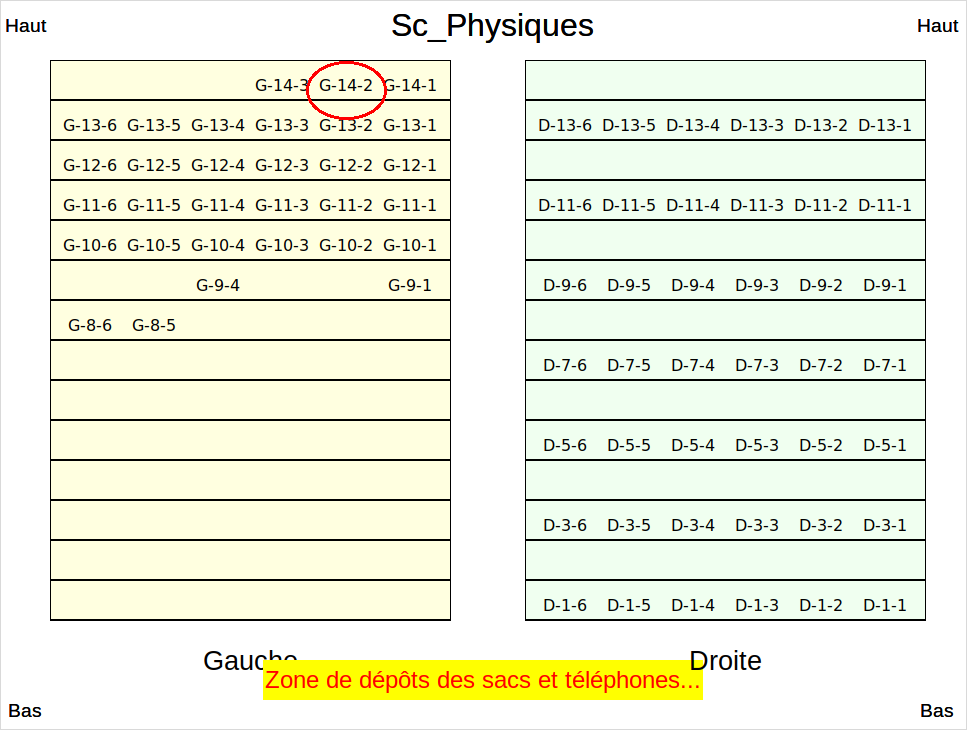 Haut Sc_Physiques Haut
G-14-3 G-14-2 G-14-1
G-13-6 G-13-5 G-13-4 G-13-3 G-13-2 G-13-1 D-13-6 D-13-5 D-13-4 D-13-3 D-13-2 D-13-1
G-12-6 G-12-5 G-12-4 G-12-3 G-12-2 G-12-1
G-11-6 G-11-5 G-11-4 G-11-3 G-11-2 G-11-1 D-11-6 D-11-5 D-11-4 D-11-3 D-11-2 D-11-1
G-10-6 G-10-5 G-10-4 G-10-3 G-10-2 G-10-1
G-9-4 G-9-1 D-9-6 D-9-5 D-9-4 D-9-3 D-9-2 D-9-1
G-8-6 G-8-5
D-7-6 D-7-5 D-7-4 D-7-3 D-7-2 D-7-1
D-5-6 D-5-5 D-5-4 D-5-3 D-5-2 D-5-1
D-3-6 D-3-5 D-3-4 D-3-3 D-3-2 D-3-1
D-1-6 D-1-5 D-1-4 D-1-3 D-1-2 D-1-1
Gauche Droite
Zone de dépôts des sacs et téléphones...
Bas Bas